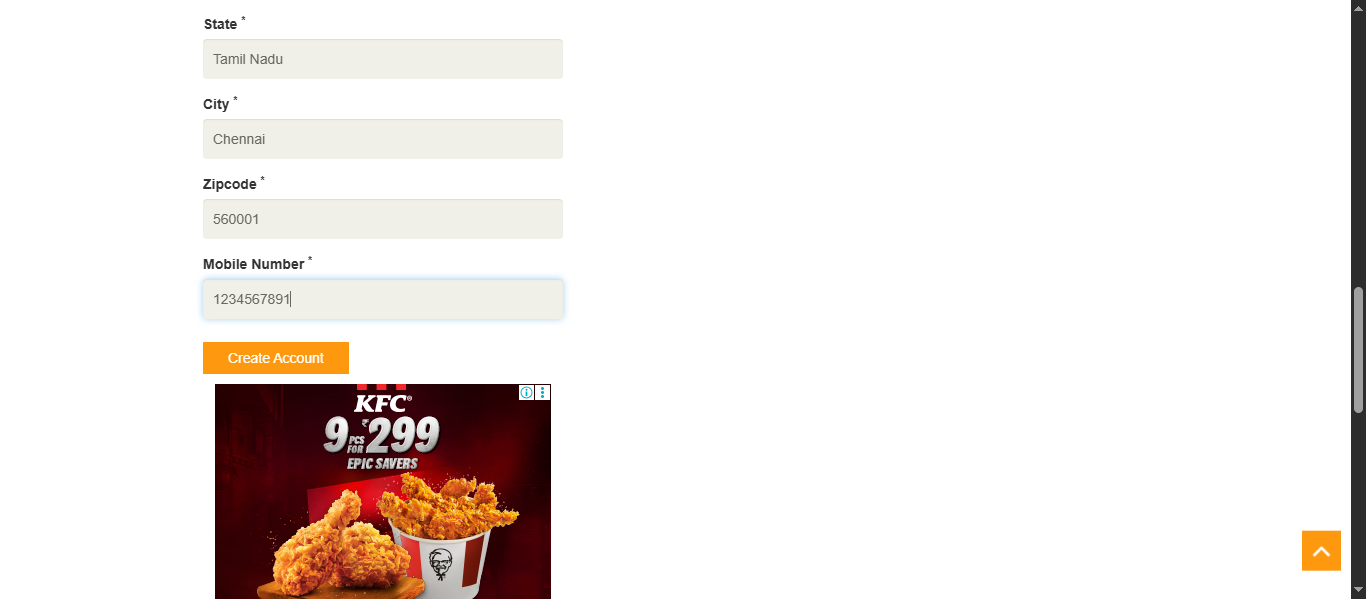 State *
Tamil Nadu
City *
Chennai
Zipcode *
560001
Mobile Number *
1234567891
Create Account
KFC®
9 PCS FOR ₹299
EPIC SAVERS